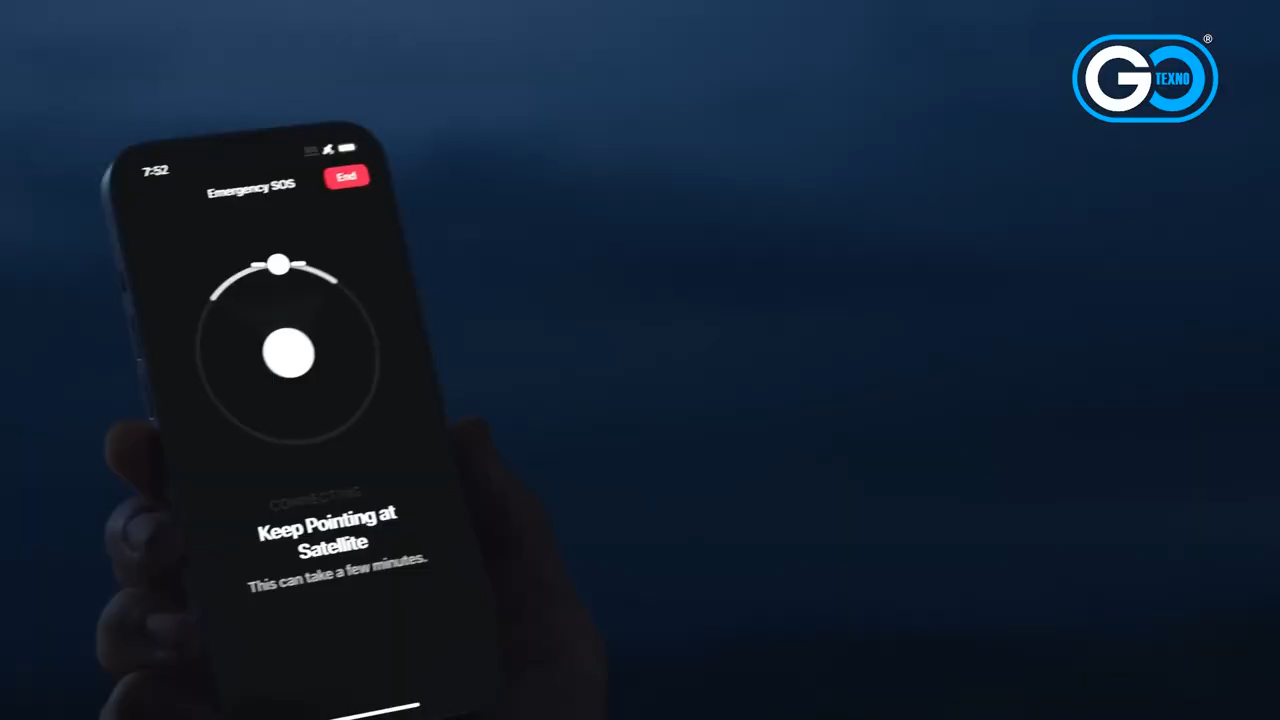 GO
TEXNO
®
7:52
Emergency SOS
End
CONNECTING
Keep Pointing at
Satellite
This can take a few minutes.